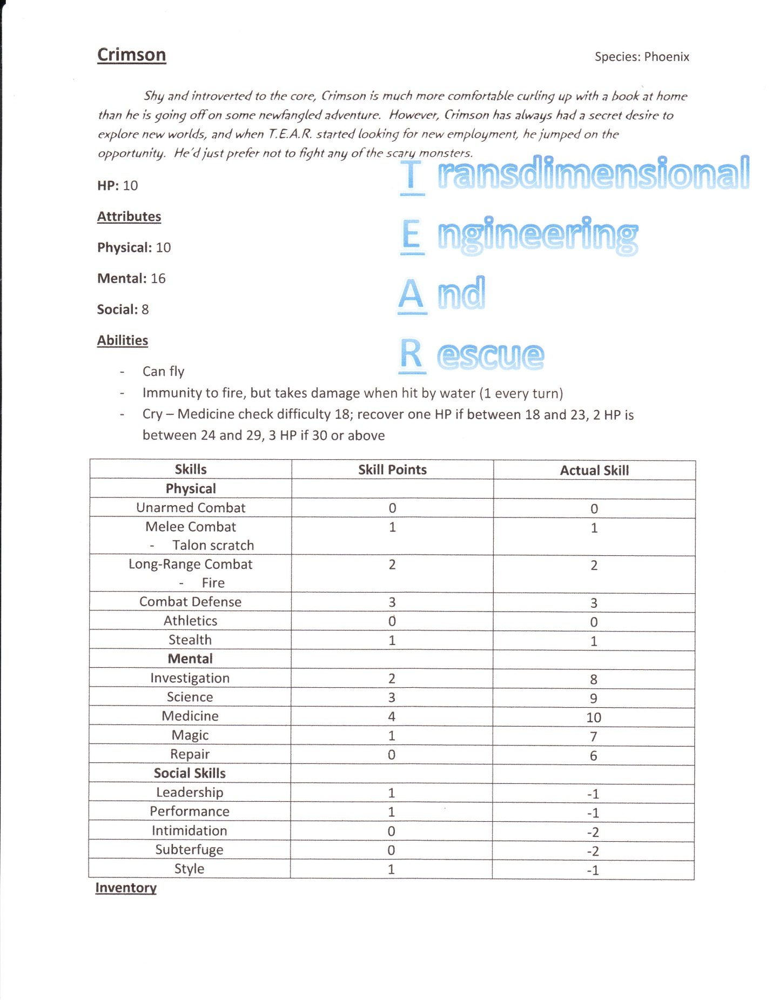 Crimson
Species: Phoenix
Shy and introverted to the core, Crimson is much more comfortable curling up with a book at home
than he is going off on some newfangled adventure. However, Crimson has always had a secret desire to
explore new worlds, and when T.E.A.R. started looking for new employment, he jumped on the
opportunity. He'd just prefer not to fight any of the scary monsters.
T ransdimensional
HP: 10
Attributes
E ngineering
Physical: 10
Mental: 16
A nd
Social: 8
Abilities
R escue
- Can fly
- Immunity to fire, but takes damage when hit by water (1 every turn)
- Cry – Medicine check difficulty 18; recover one HP if between 18 and 23, 2 HP is
between 24 and 29, 3 HP if 30 or above
Skills Skill Points Actual Skill
Physical
Unarmed Combat 0 0
Melee Combat 1 1
- Talon scratch
Long-Range Combat 2 2
- Fire
Combat Defense 3 3
Athletics 0 0
Stealth 1 1
Mental
Investigation 2 8
Science 3 9
Medicine 4 10
Magic 1 7
Repair 0 6
Social Skills
Leadership 1 -1
Performance 1 -1
Intimidation 0 -2
Subterfuge 0 -2
Style 1 -1
Inventory